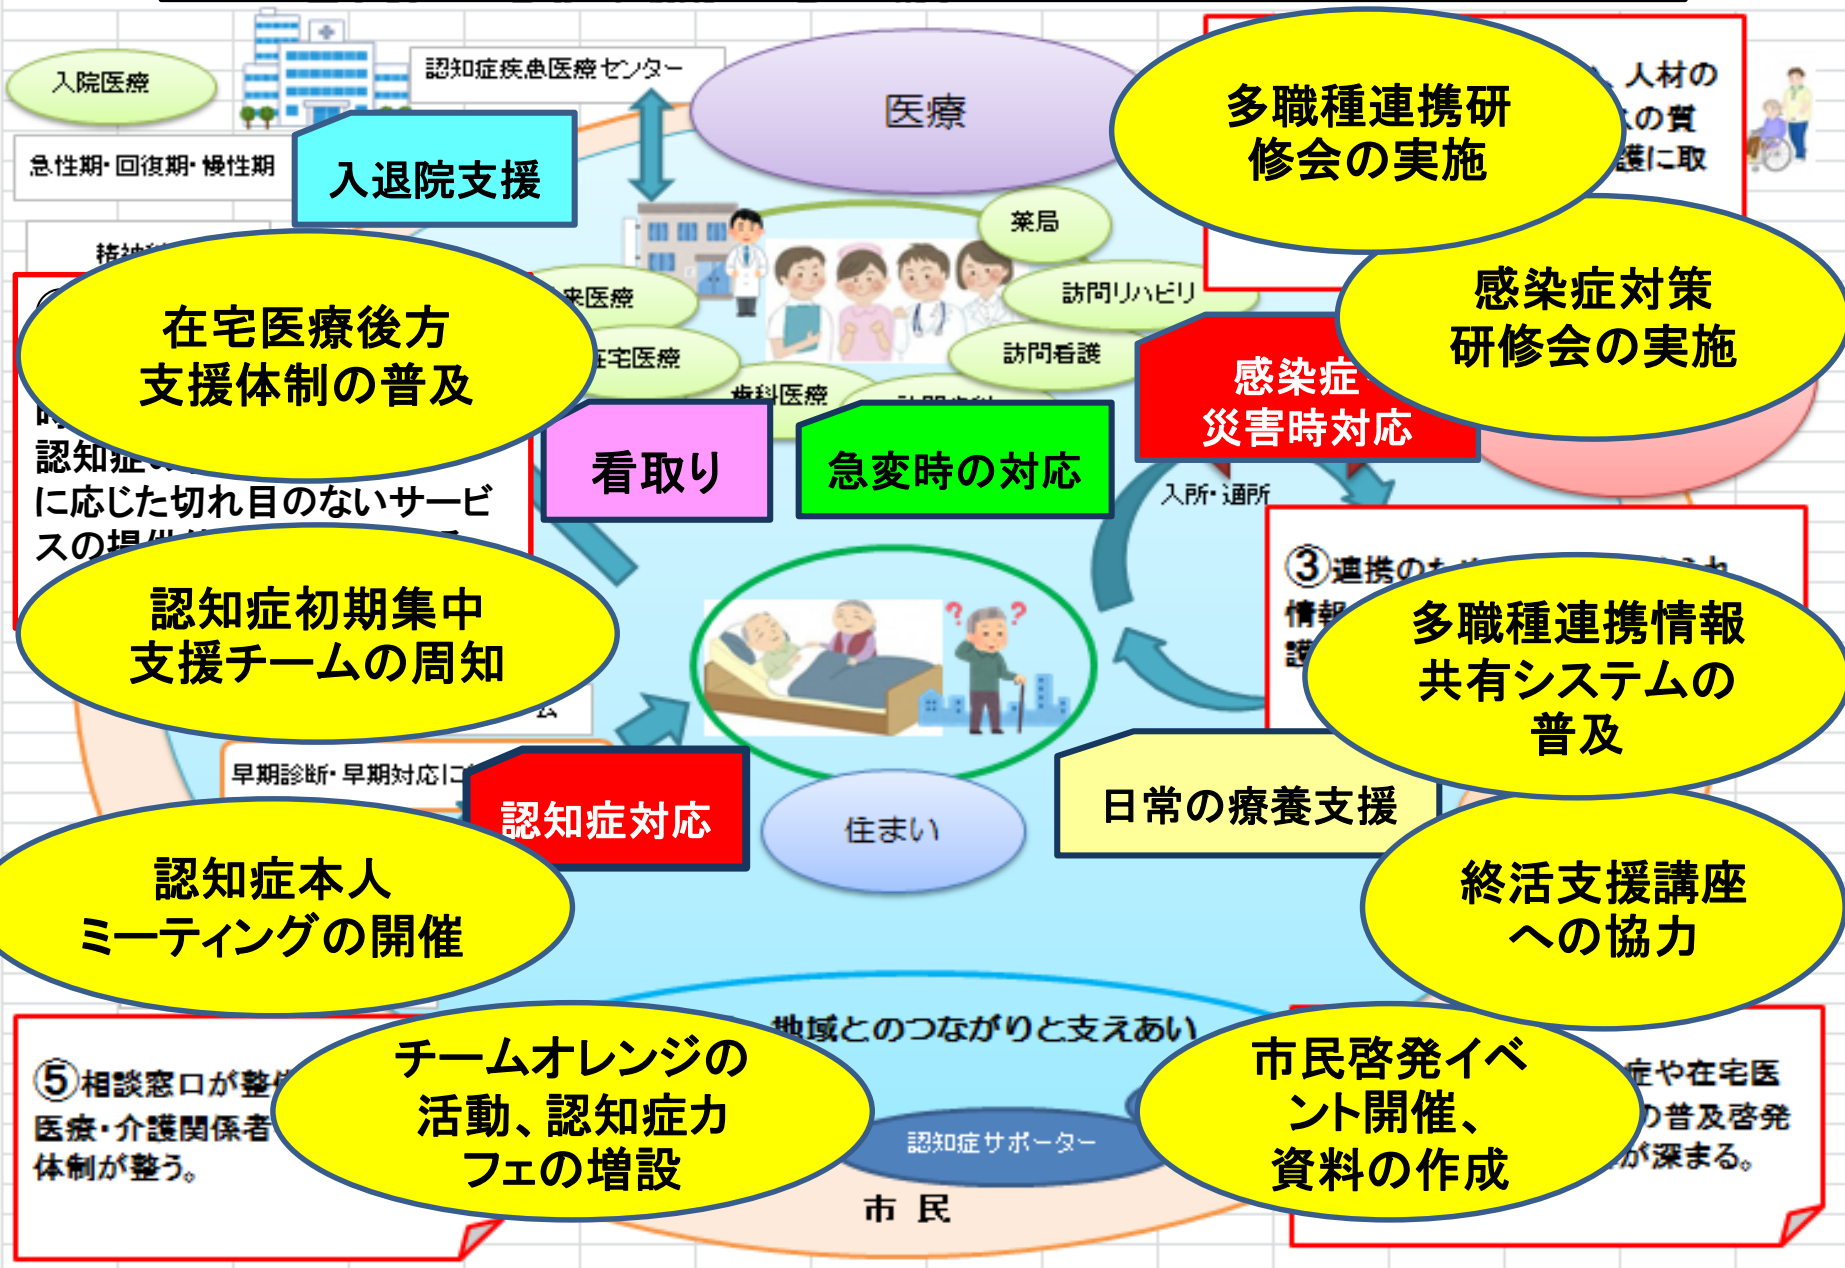 入院医療
認知症疾患医療センター
急性期・回復期・慢性期
入退院支援
医療
多職種連携研
修会の実施
人材の
の質
護に取
薬局
訪問リハビリ
訪問看護
来医療
在宅医療
歯科医療
在宅医療後方
支援体制の普及
感染症対策
研修会の実施
感染症
災害時対応
看取り
急変時の対応
入所・通所
認知症
に応じた切れ目のないサービ
スの提供
認知症初期集中
支援チームの周知
③連携のた
情報
護
多職種連携情報
共有システムの
普及
早期診断・早期対応に
認知症対応
住まい
日常の療養支援
認知症本人
ミーティングの開催
終活支援講座
への協力
地域とのつながりと支えあい
⑤相談窓口が整
医療・介護関係者
体制が整う。
チームオレンジの
活動、認知症カ
フェの増設
認知症サポーター
市民
市民啓発イベ
ント開催、
資料の作成
症や在宅医
の普及啓発
が深まる。